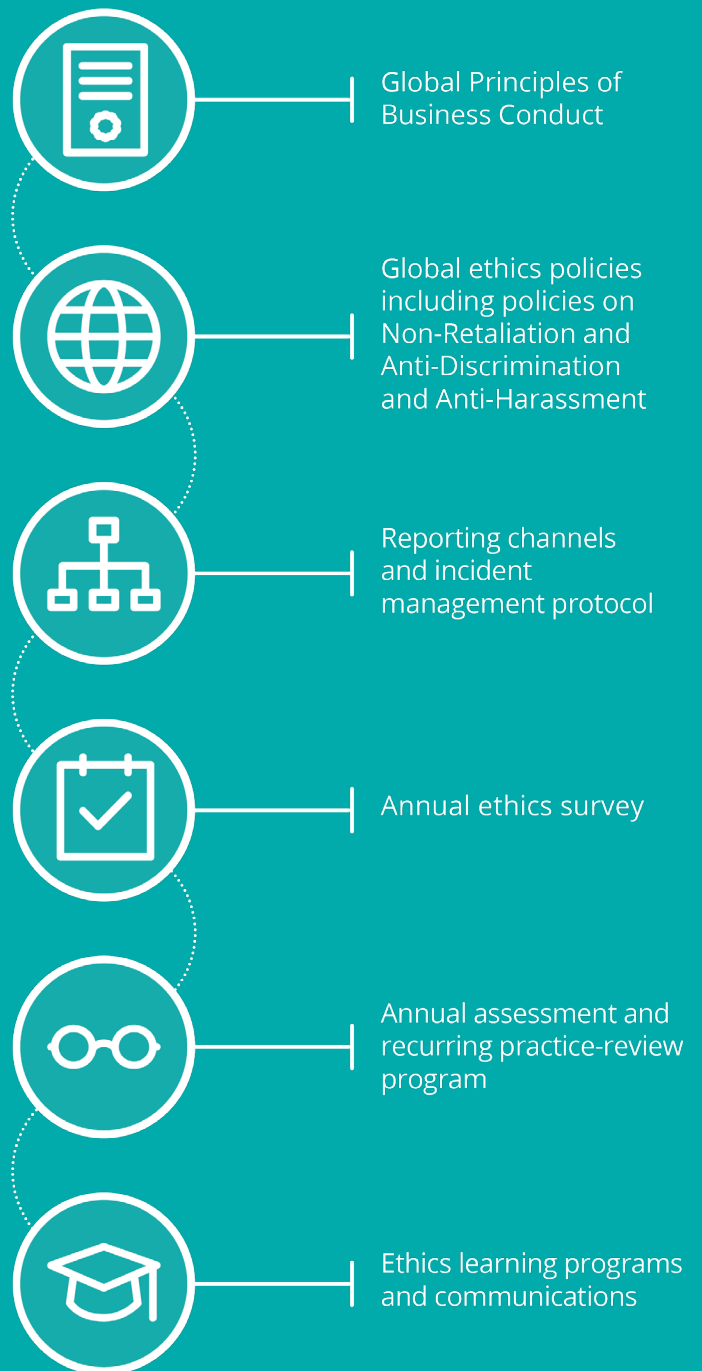 Global Principles of
Business Conduct
Global ethics policies
including policies on
Non-Retaliation and
Anti-Discrimination
and Anti-Harassment
Reporting channels
and incident
management protocol
Annual ethics survey
Annual assessment and
recurring practice-review
program
Ethics learning programs
and communications